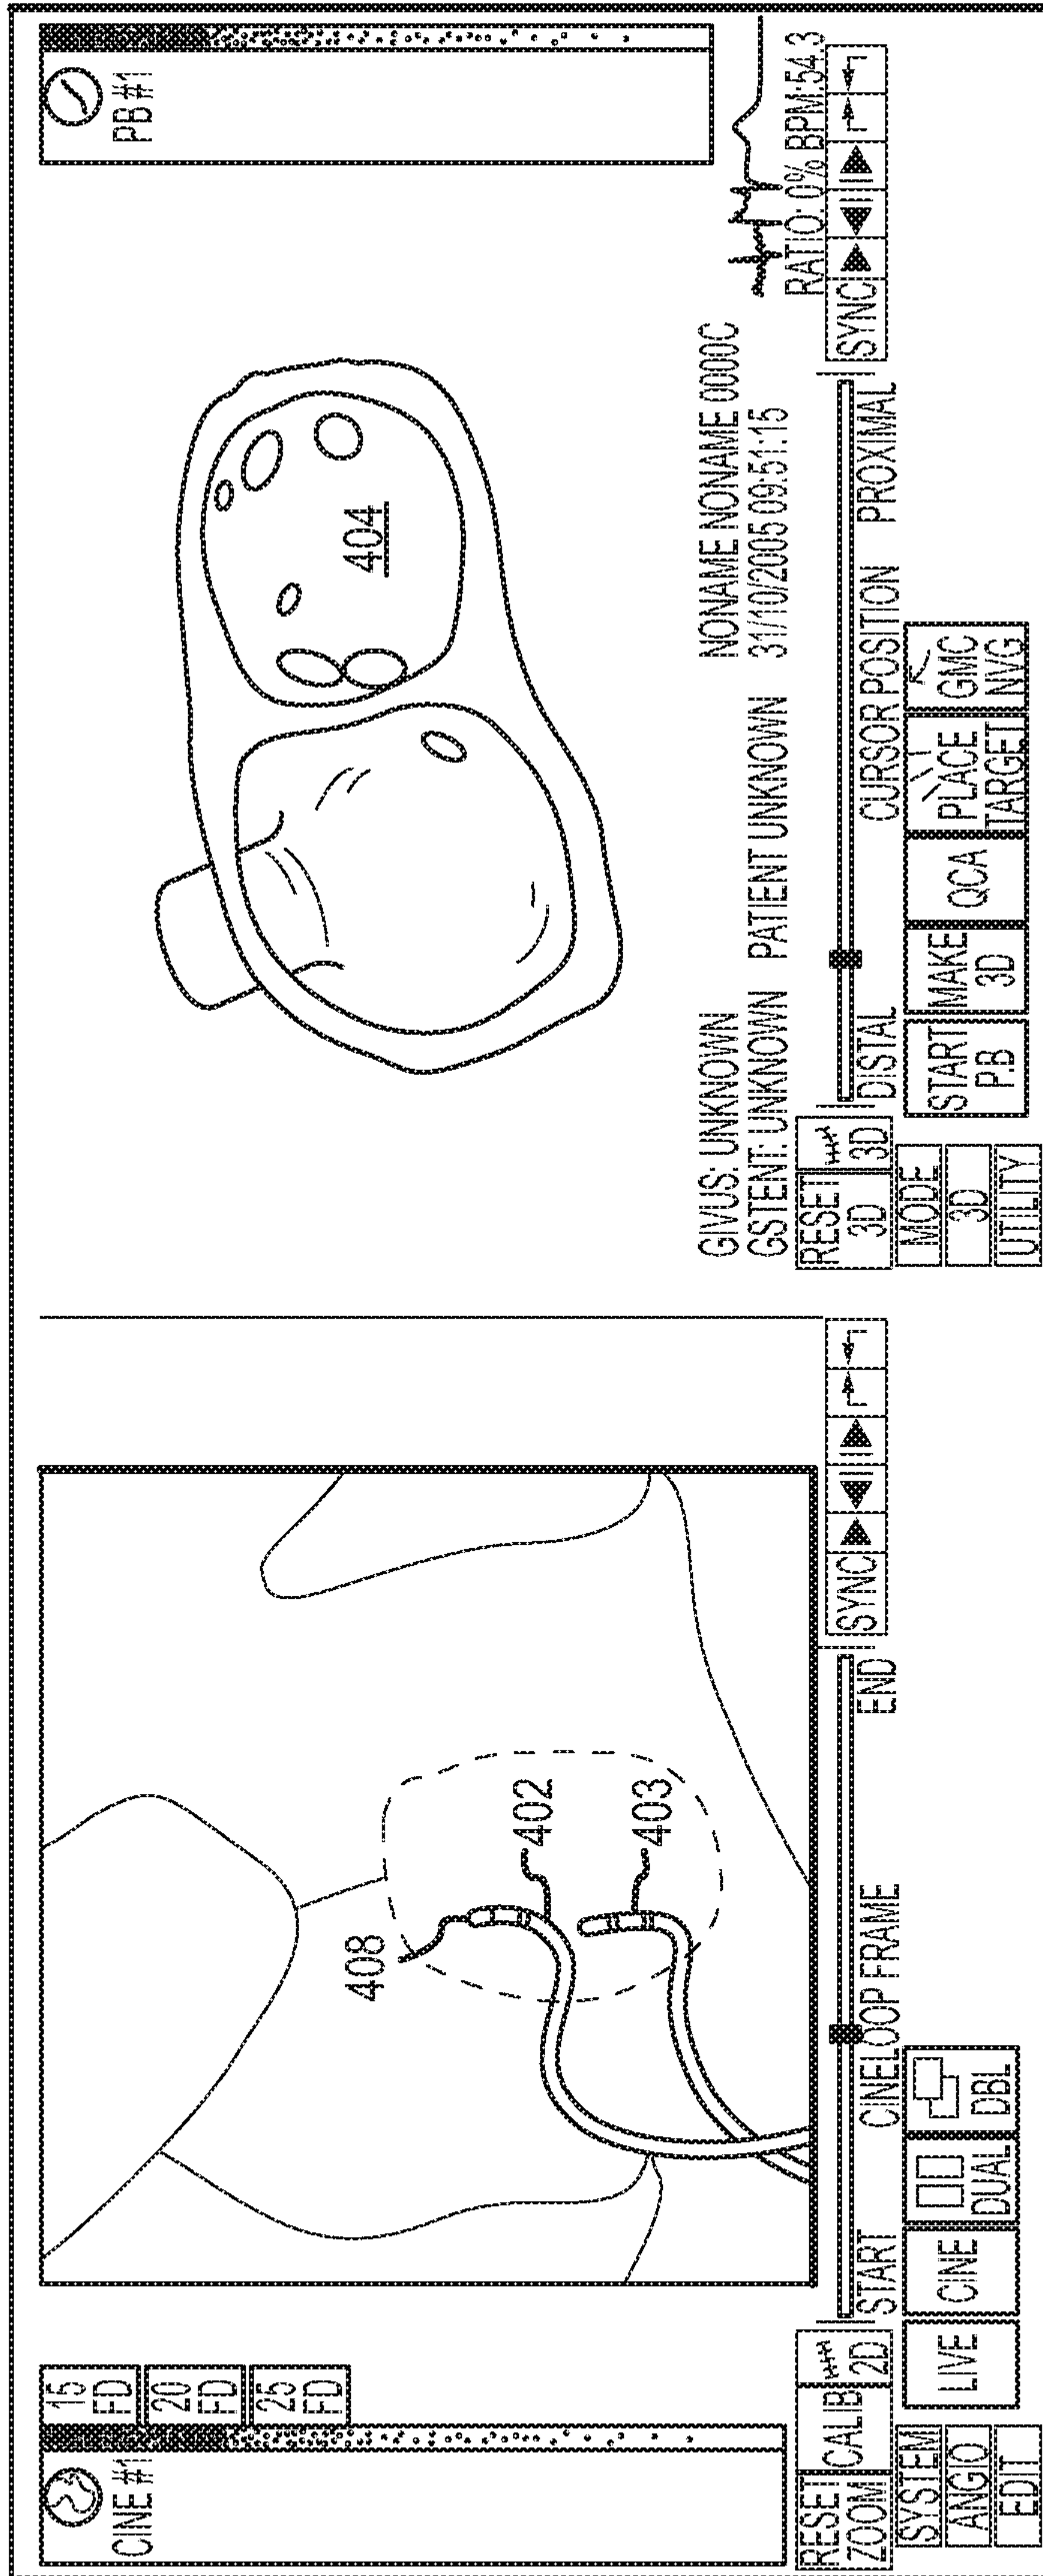 CINE #1
15
FD
20
FD
25
FD
408
402
403
RESET
ZOOM
CALIB
2D
START
CINELOOP FRAME
END
SYNC
SYSTEM
ANGIO
EDIT
LIVE
CINE
DUAL
DBL
PB #1
404
GIVUS: UNKNOWN
NONAME NONAME 0000C
GSTENT: UNKNOWN
PATIENT UNKNOWN
31/10/2005 09:51:15
RATIO: 0% BPM:54.3
RESET
3D
3D
DISTAL
CURSOR POSITION
PROXIMAL
SYNC
MODE
3D
UTILITY
START
P.B
MAKE
3D
QCA
PLACE
TARGET
GMC
NVG